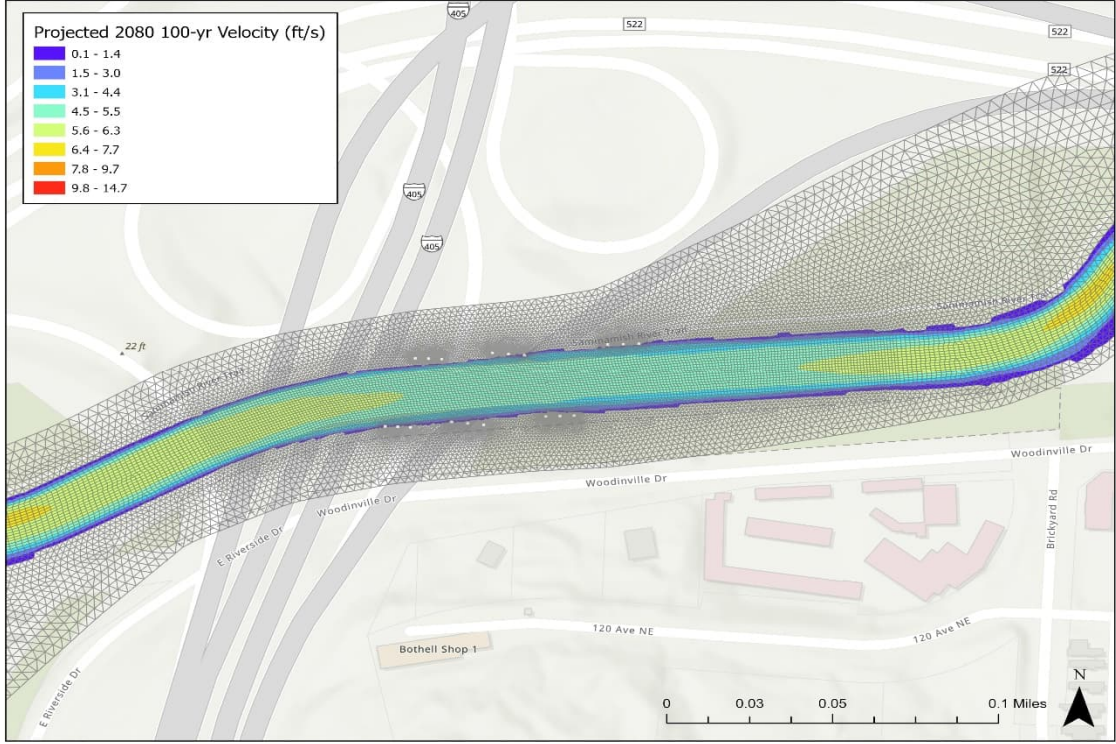 Projected 2080 100-yr Velocity (ft/s)
0.1 - 1.4
1.5 - 3.0
3.1 - 4.4
4.5 - 5.5
5.6 - 6.3
6.4 - 7.7
7.8 - 9.7
9.8 - 14.7
405
522
522
522
405
405
22 ft
Sammamish River Trail
Woodinville Dr
Woodinville Dr
Woodinville Dr
E Riverside Dr
Brickyard Rd
120 Ave NE
120 Ave NE
Bothell Shop 1
E Riverside Dr
N
0 0.03 0.05 0.1 Miles